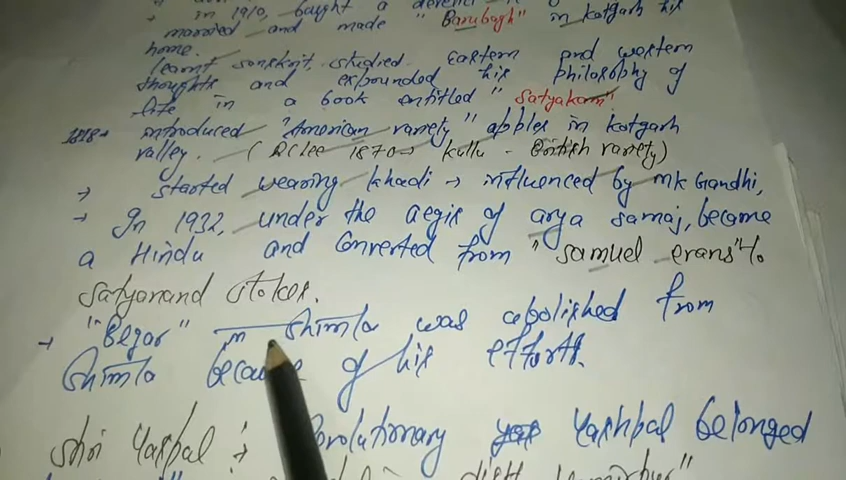 in 1910, bought a
married and made "Barubagh" in kotgarh his
home.
learnt sanskrit, studied Eastern and western
thoughts and expounded his philosophy of
life in a book entitled "Satyakam".
introduced "American variety" apples in kotgarh
valley. (RC Lee 1870 → kullu - British variety)
→ started wearing khadi → influenced by mk Gandhi,
→ In 1932, under the aegis of arya samaj, became
a Hindu and converted from "samuel evans" to
satyanand stokes.
→ "Begar" in shimla was abolished from
Shimla because of his efforts.
Shri Yashpal : Revolutionary Yashpal belonged